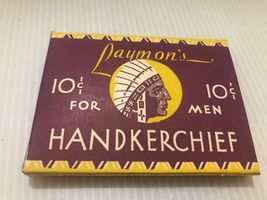 Laymon's
10¢ 10¢
FOR MEN
HANDKERCHIEF